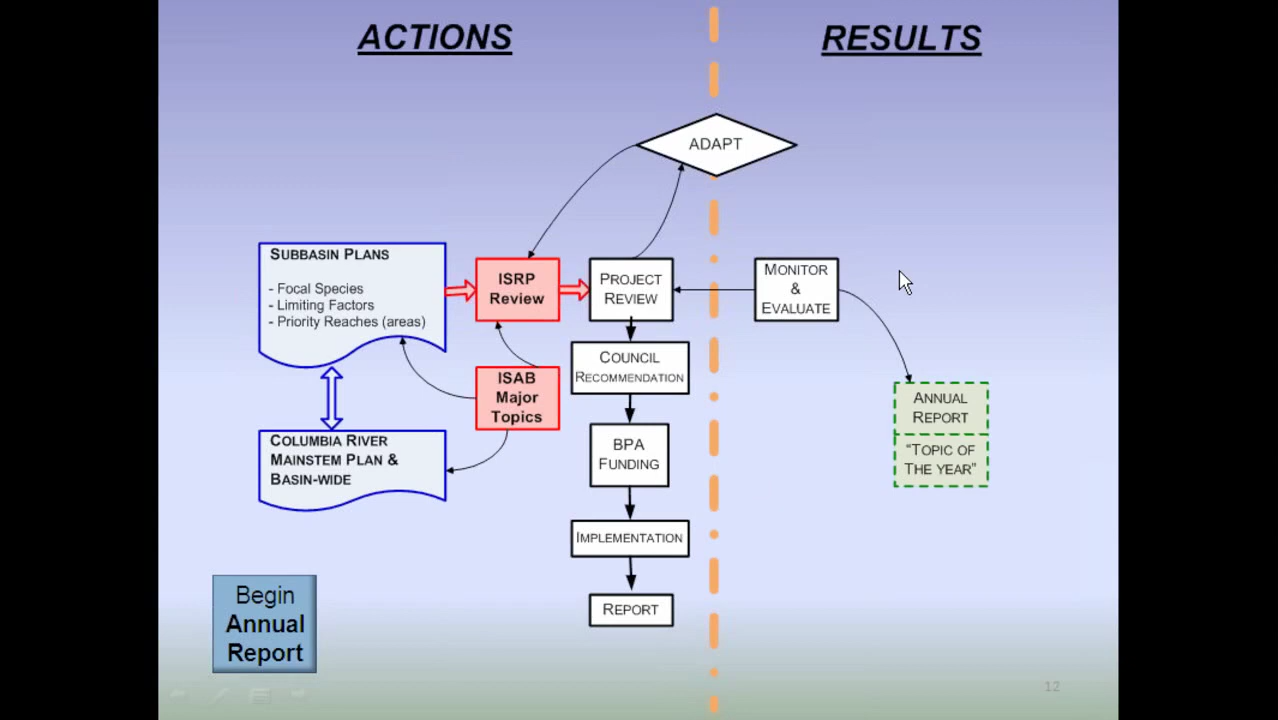 ACTIONS
RESULTS
ADAPT
SUBBASIN PLANS
- Focal Species
- Limiting Factors
- Priority Reaches (areas)
ISRP
Review
PROJECT
REVIEW
MONITOR
&
EVALUATE
COUNCIL
RECOMMENDATION
ISAB
Major
Topics
ANNUAL
REPORT
"TOPIC OF
THE YEAR"
COLUMBIA RIVER
MAINSTEM PLAN &
BASIN-WIDE
BPA
FUNDING
IMPLEMENTATION
REPORT
Begin
Annual
Report
12